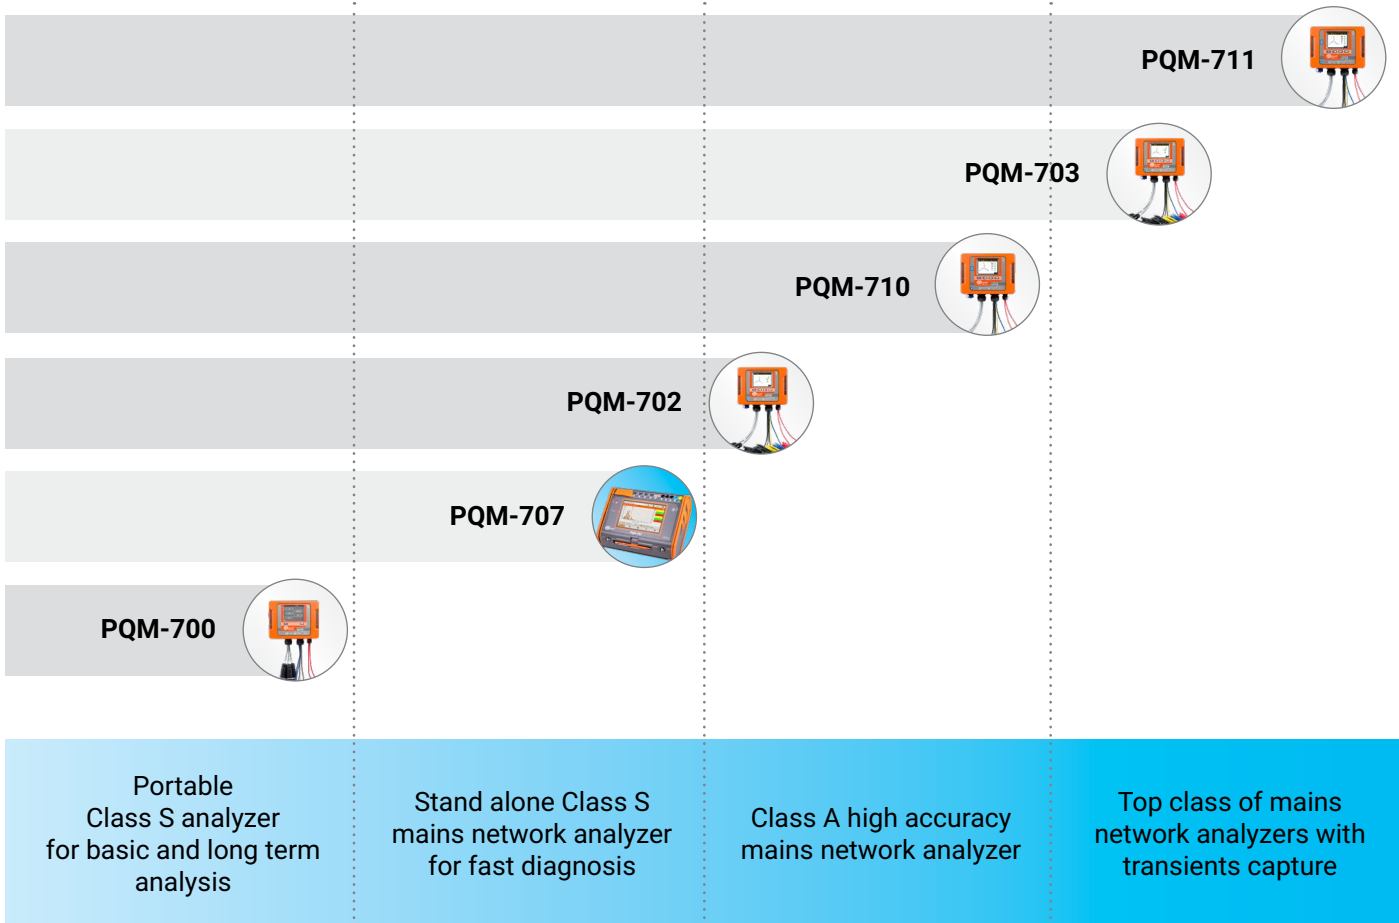 PQM-711
PQM-703
PQM-710
PQM-702
PQM-707
PQM-700
Portable
Class S analyzer
for basic and long term
analysis
Stand alone Class S
mains network analyzer
for fast diagnosis
Class A high accuracy
mains network analyzer
Top class of mains
network analyzers with
transients capture